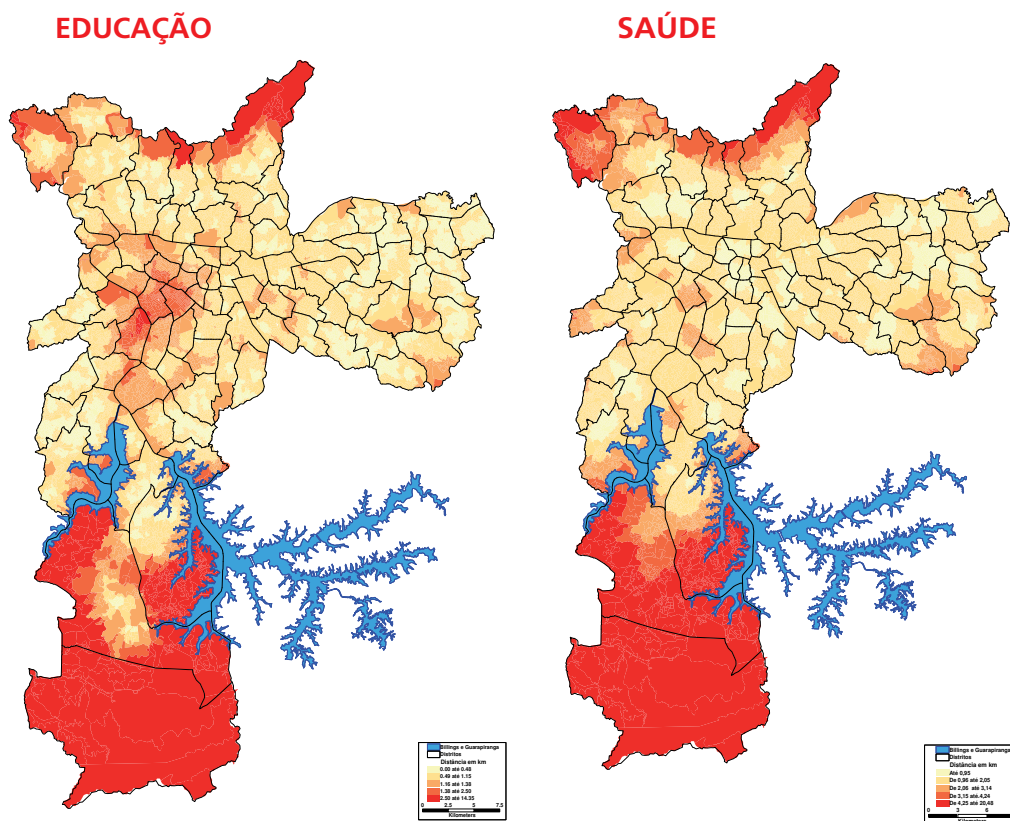 EDUCAÇÃO
SAÚDE
Billings e Guarapiranga
Distritos
Distância em km
0.00 até 0.48
0.49 até 1.15
1.16 até 1.38
1.38 até 2.50
2.50 até 14.35
0 2.5 5 7.5
Kilometers
Billings e Guarapiranga
Distritos
Distância em km
Até 0,95
De 0,96 até 2,05
De 2,06 até 3,14
De 3,15 até 4,24
De 4,25 até 20,48
0 3 6
Kilometers